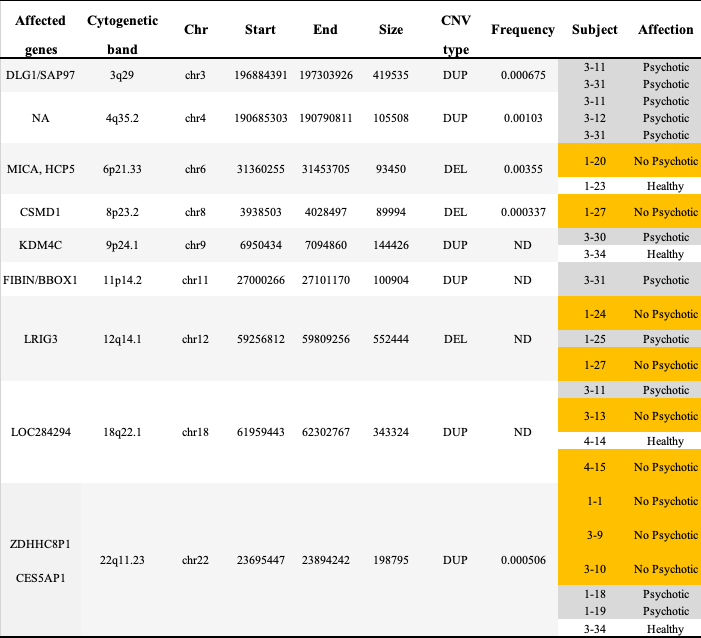 Affected genes Cytogenetic band Chr Start End Size CNV type Frequency Subject Affection
DLG1/SAP97 3q29 chr3 196884391 197303926 419535 DUP 0.000675 3-11 Psychotic
3-31 Psychotic
NA 4q35.2 chr4 190685303 190790811 105508 DUP 0.00103 3-11 Psychotic
3-12 Psychotic
3-31 Psychotic
MICA, HCP5 6p21.33 chr6 31360255 31453705 93450 DEL 0.00355 1-20 No Psychotic
1-23 Healthy
CSMD1 8p23.2 chr8 3938503 4028497 89994 DEL 0.000337 1-27 No Psychotic
KDM4C 9p24.1 chr9 6950434 7094860 144426 DUP ND 3-30 Psychotic
3-34 Healthy
FIBIN/BBOX1 11p14.2 chr11 27000266 27101170 100904 DUP ND 3-31 Psychotic
LRIG3 12q14.1 chr12 59256812 59809256 552444 DEL ND 1-24 No Psychotic
1-25 Psychotic
1-27 No Psychotic
LOC284294 18q22.1 chr18 61959443 62302767 343324 DUP ND 3-11 Psychotic
3-13 No Psychotic
4-14 Healthy
4-15 No Psychotic
ZDHHC8P1 CES5AP1 22q11.23 chr22 23695447 23894242 198795 DUP 0.000506 1-1 No Psychotic
3-9 No Psychotic
3-10 No Psychotic
1-18 Psychotic
1-19 Psychotic
3-34 Healthy